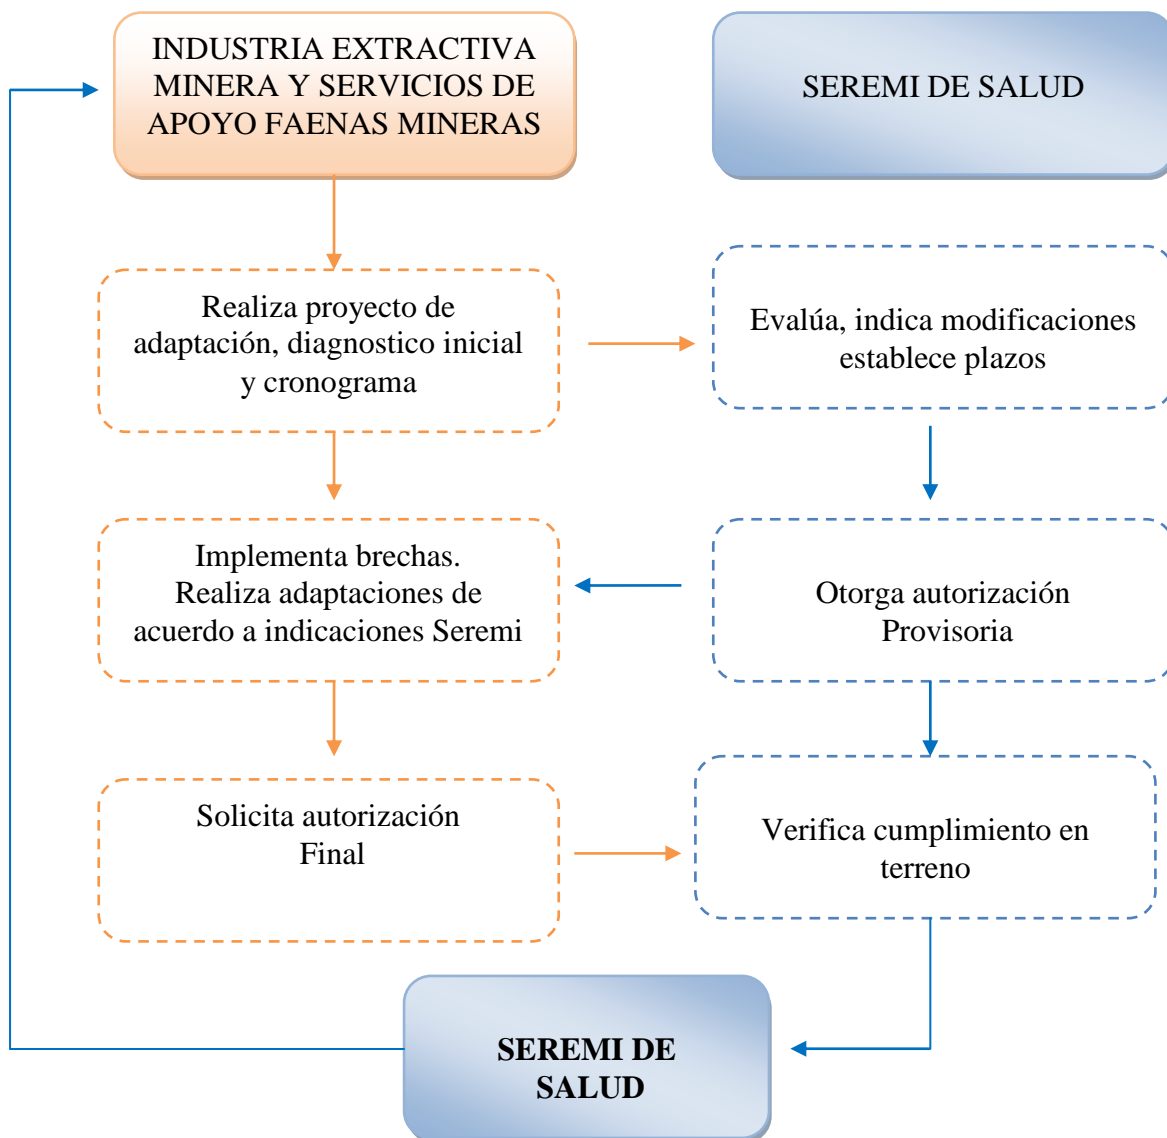 INDUSTRIA EXTRACTIVA
MINERA Y SERVICIOS DE
APOYO FAENAS MINERAS
SEREMI DE SALUD
Realiza proyecto de
adaptación, diagnostico inicial
y cronograma
Evalúa, indica modificaciones
establece plazos
Implementa brechas.
Realiza adaptaciones de
acuerdo a indicaciones Seremi
Otorga autorización
Provisoria
Solicita autorización
Final
Verifica cumplimiento en
terreno
SEREMI DE
SALUD